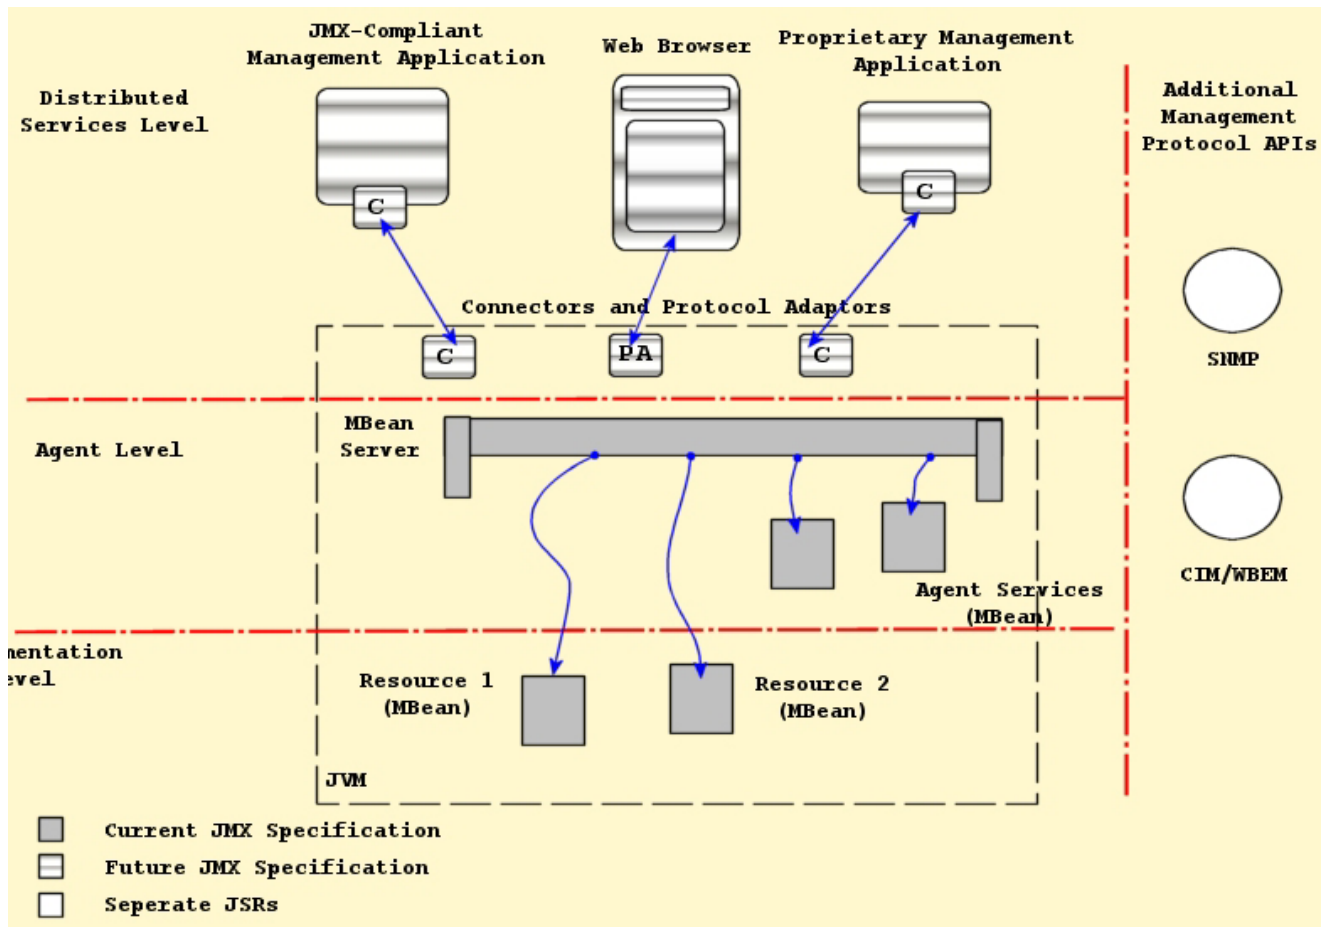 JMX-Compliant
Management Application
Web Browser
Proprietary Management
Application
Distributed
Services Level
Additional
Management
Protocol APIs
C
C
Connectors and Protocol Adaptors
C
PA
C
SNMP
MBean
Server
Agent Level
CIM/WBEM
Agent Services
(MBean)
mentation
evel
Resource 1
(MBean)
Resource 2
(MBean)
JVM
Current JMX Specification
Future JMX Specification
Seperate JSRs